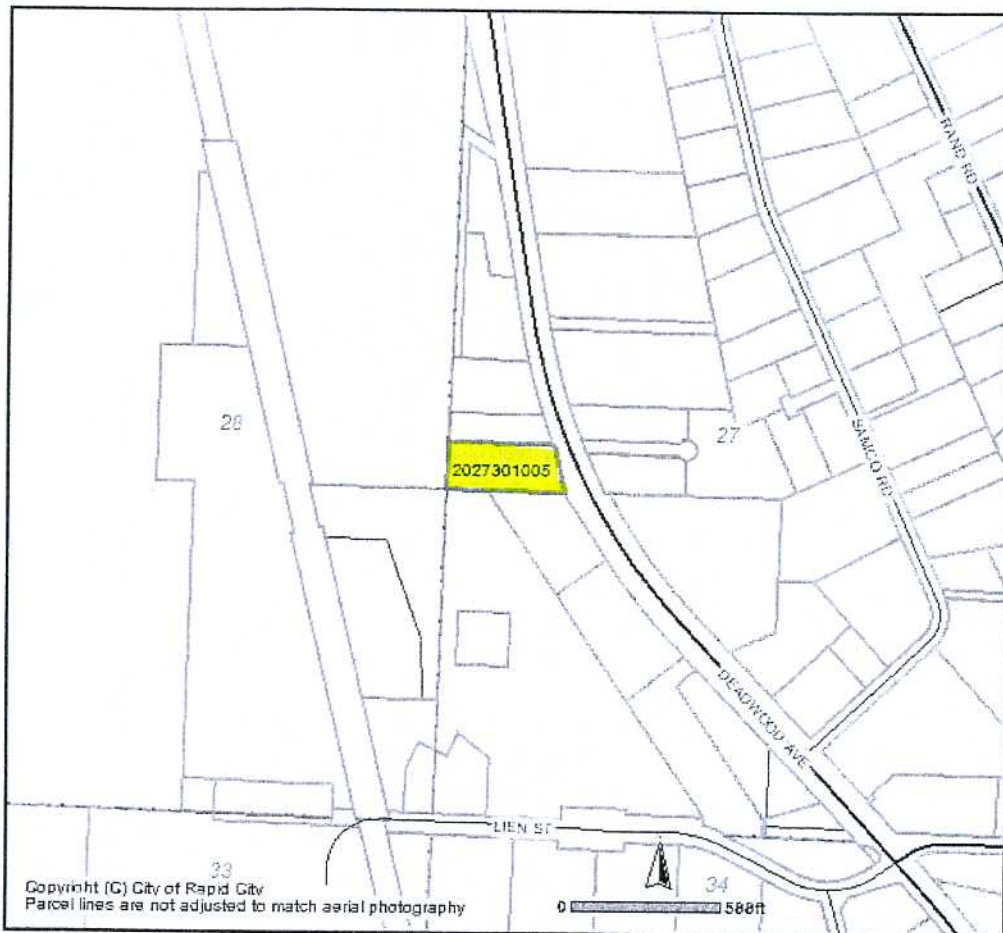 RAND RD
28
27
2027301005
SAMCO RD
DEADWOOD AVE
LIEN ST
33
34
Copyright (C) City of Rapid City
Parcel lines are not adjusted to match aerial photography
0 588ft